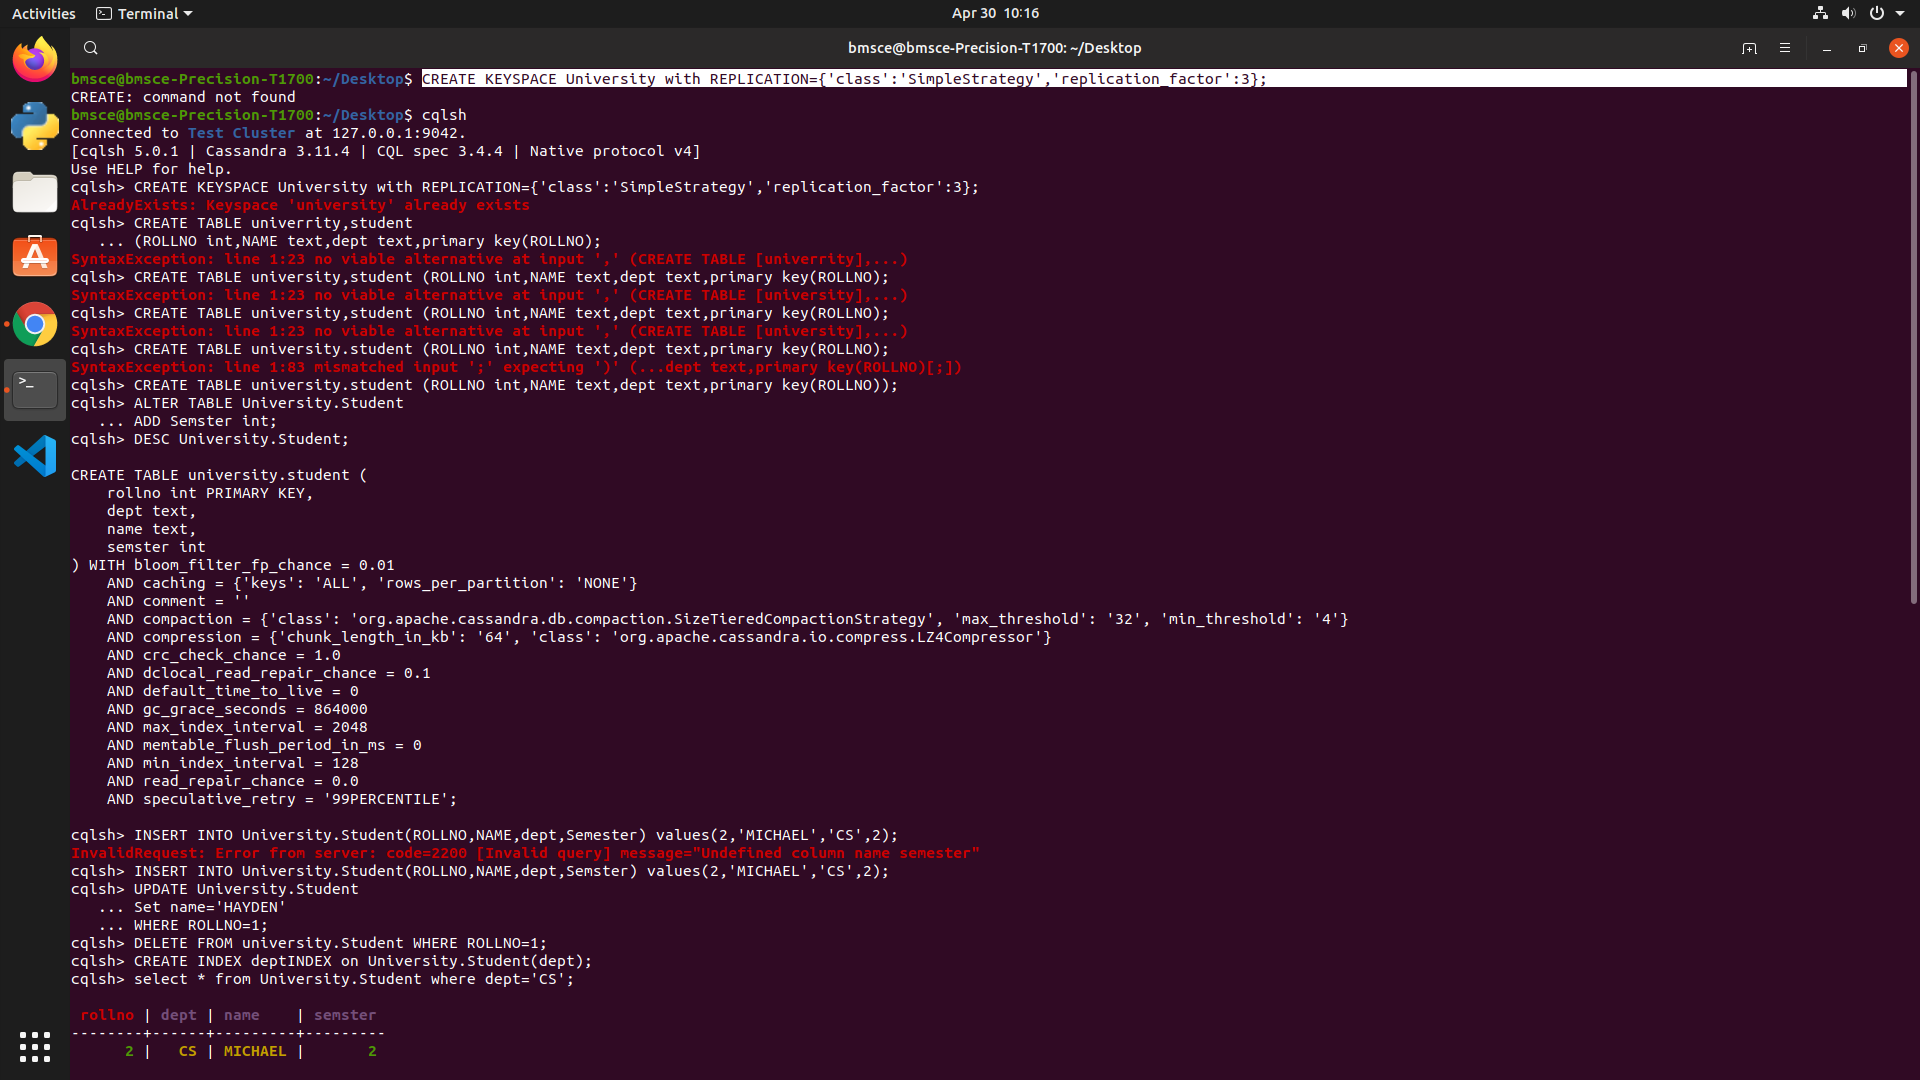 Activities
Terminal
Apr 30 10:16
bmsce@bmsce-Precision-T1700: ~/Desktop
bmsce@bmsce-Precision-T1700:~/Desktop$ CREATE KEYSPACE University with REPLICATION={'class':'SimpleStrategy','replication_factor':3};
CREATE: command not found
bmsce@bmsce-Precision-T1700:~/Desktop$ cqlsh
Connected to Test Cluster at 127.0.0.1:9042.
[cqlsh 5.0.1 | Cassandra 3.11.4 | CQL spec 3.4.4 | Native protocol v4]
Use HELP for help.
cqlsh> CREATE KEYSPACE University with REPLICATION={'class':'SimpleStrategy','replication_factor':3};
AlreadyExists: Keyspace 'university' already exists
cqlsh> CREATE TABLE univerrity,student
   ... (ROLLNO int,NAME text,dept text,primary key(ROLLNO);
SyntaxException: line 1:23 no viable alternative at input ',' (CREATE TABLE [univerrity],...)
cqlsh> CREATE TABLE university,student (ROLLNO int,NAME text,dept text,primary key(ROLLNO);
SyntaxException: line 1:23 no viable alternative at input ',' (CREATE TABLE [university],...)
cqlsh> CREATE TABLE university,student (ROLLNO int,NAME text,dept text,primary key(ROLLNO);
SyntaxException: line 1:23 no viable alternative at input ',' (CREATE TABLE [university],...)
cqlsh> CREATE TABLE university.student (ROLLNO int,NAME text,dept text,primary key(ROLLNO);
SyntaxException: line 1:83 mismatched input ';' expecting ')' (...dept text,primary key(ROLLNO)[;])
cqlsh> CREATE TABLE university.student (ROLLNO int,NAME text,dept text,primary key(ROLLNO));
cqlsh> ALTER TABLE University.Student
   ... ADD Semster int;
cqlsh> DESC University.Student;
CREATE TABLE university.student (
    rollno int PRIMARY KEY,
    dept text,
    name text,
    semster int
) WITH bloom_filter_fp_chance = 0.01
    AND caching = {'keys': 'ALL', 'rows_per_partition': 'NONE'}
    AND comment = ''
    AND compaction = {'class': 'org.apache.cassandra.db.compaction.SizeTieredCompactionStrategy', 'max_threshold': '32', 'min_threshold': '4'}
    AND compression = {'chunk_length_in_kb': '64', 'class': 'org.apache.cassandra.io.compress.LZ4Compressor'}
    AND crc_check_chance = 1.0
    AND dclocal_read_repair_chance = 0.1
    AND default_time_to_live = 0
    AND gc_grace_seconds = 864000
    AND max_index_interval = 2048
    AND memtable_flush_period_in_ms = 0
    AND min_index_interval = 128
    AND read_repair_chance = 0.0
    AND speculative_retry = '99PERCENTILE';
cqlsh> INSERT INTO University.Student(ROLLNO,NAME,dept,Semester) values(2,'MICHAEL','CS',2);
InvalidRequest: Error from server: code=2200 [Invalid query] message="Undefined column name semester"
cqlsh> INSERT INTO University.Student(ROLLNO,NAME,dept,Semster) values(2,'MICHAEL','CS',2);
cqlsh> UPDATE University.Student
   ... Set name='HAYDEN'
   ... WHERE ROLLNO=1;
cqlsh> DELETE FROM university.Student WHERE ROLLNO=1;
cqlsh> CREATE INDEX deptINDEX on University.Student(dept);
cqlsh> select * from University.Student where dept='CS';
 rollno | dept | name    | semster
--------+------+---------+---------
      2 |   CS | MICHAEL |       2